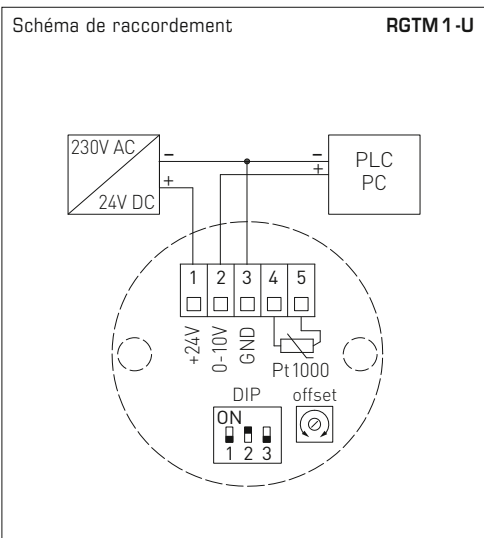 Schéma de raccordement RGTM 1-U
230V AC
24V DC
–
+
–
+
PLC
PC
1 2 3 4 5
+24V
0-10V
GND
Pt1000
DIP offset
ON
1 2 3